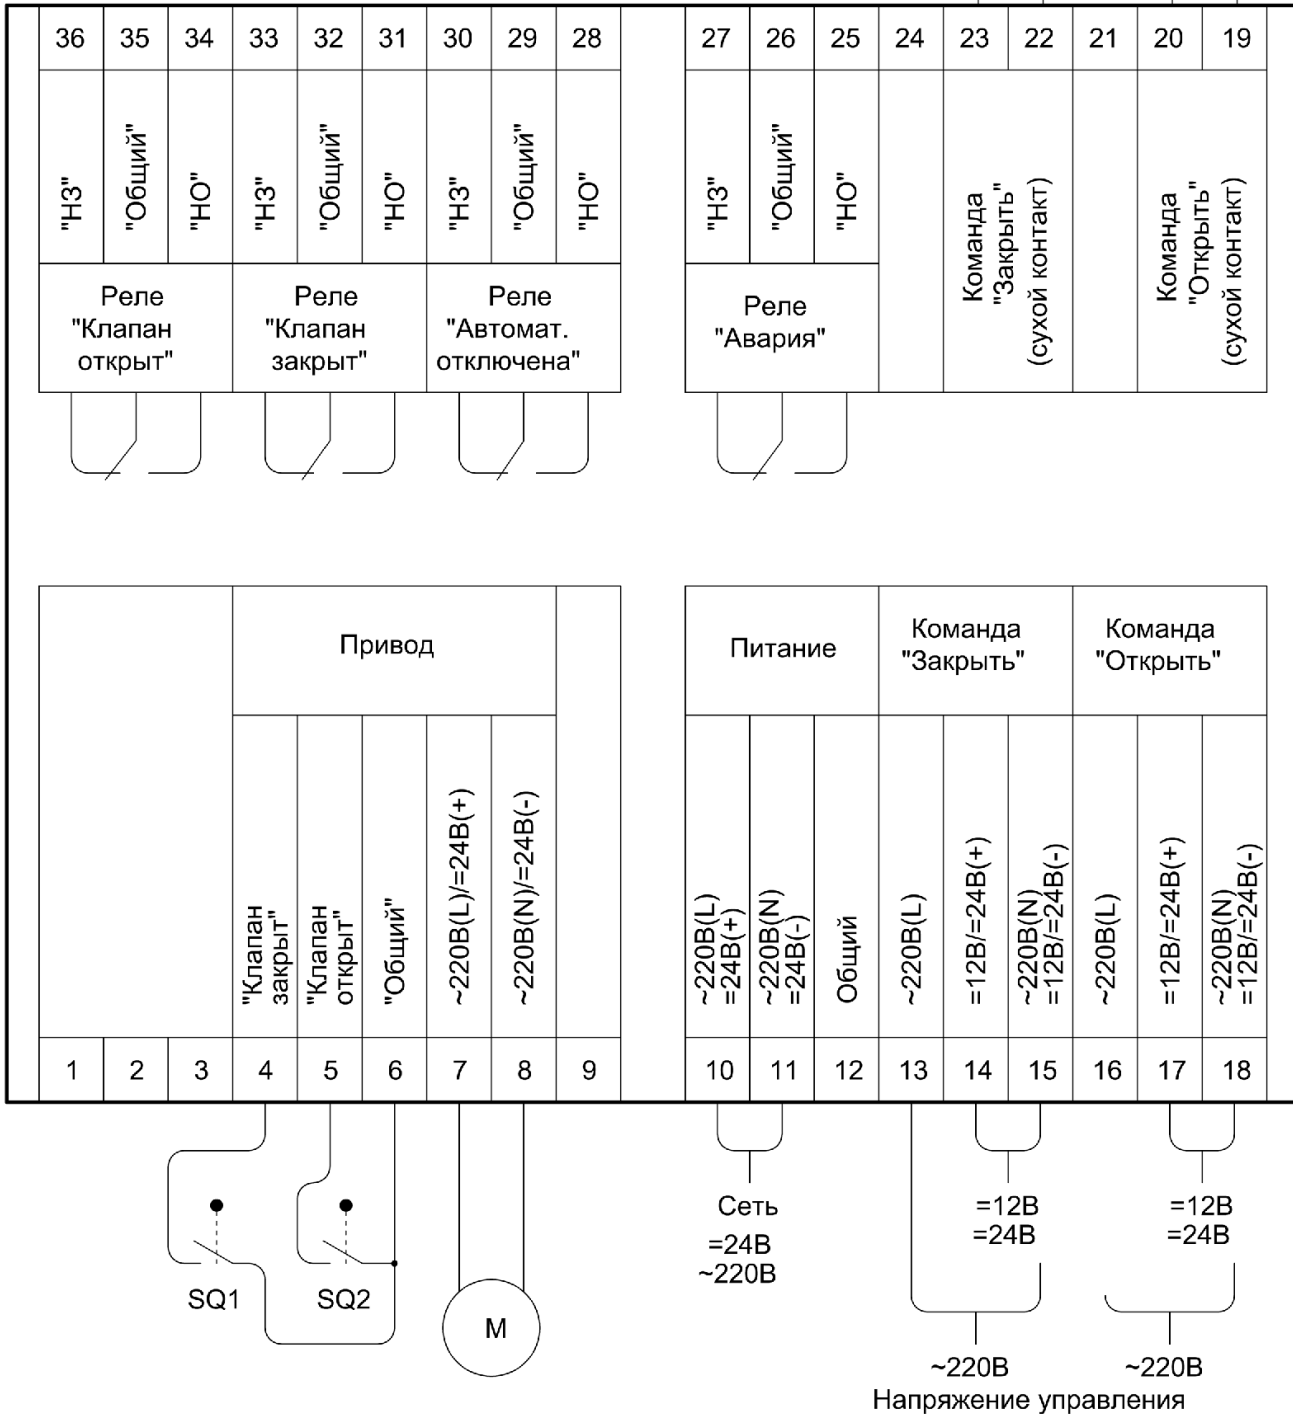 36 35 34 33 32 31 30 29 28 27 26 25 24 23 22 21 20 19
"НЗ" "Общий" "НО" "НЗ" "Общий" "НО" "НЗ" "Общий" "НО" "НЗ" "Общий" "НО"
Команда
"Закрыть"
(сухой контакт)
Команда
"Открыть"
(сухой контакт)
Реле
"Клапан
открыт"
Реле
"Клапан
закрыт"
Реле
"Автомат.
отключена"
Реле
"Авария"
Привод
Питание
Команда
"Закрыть"
Команда
"Открыть"
"Клапан
закрыт"
"Клапан
открыт"
"Общий"
~220В(L)/=24В(+)
~220В(N)/=24В(-)
~220В(L)
=24В(+)
~220В(N)
=24В(-)
Общий
~220В(L)
=12В/=24В(+)
~220В(N)
=12В/=24В(-)
~220В(L)
=12В/=24В(+)
~220В(N)
=12В/=24В(-)
1 2 3 4 5 6 7 8 9 10 11 12 13 14 15 16 17 18
SQ1
SQ2
М
Сеть
=24В
~220В
=12В
=24В
=12В
=24В
~220В
~220В
Напряжение управления